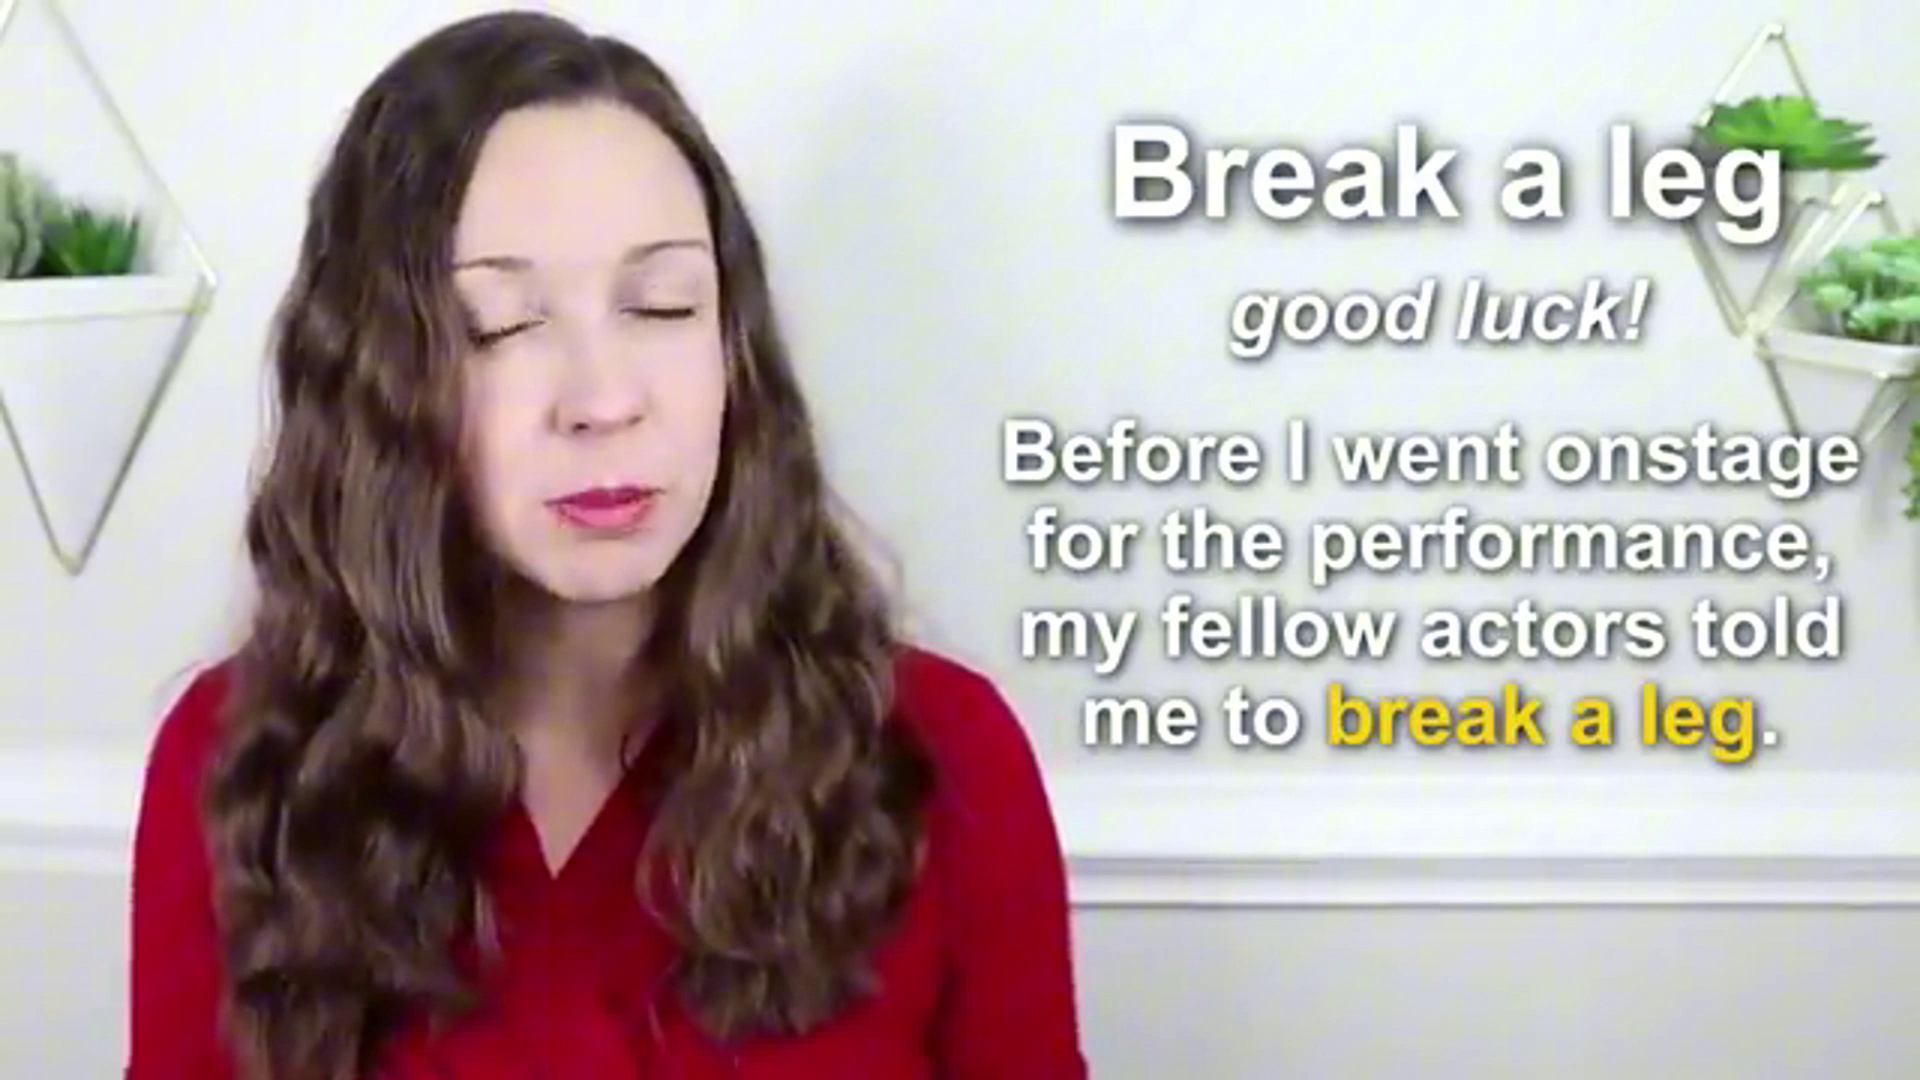 Break a leg
good luck!
Before I went onstage
for the performance,
my fellow actors told
me to break a leg.